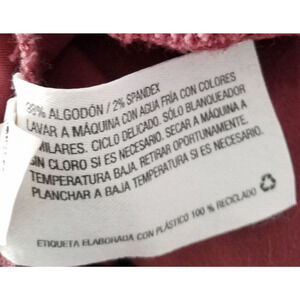 98% ALGODÓN / 2% SPANDEX
LAVAR A MÁQUINA CON AGUA FRÍA CON COLORES
SIMILARES. CICLO DELICADO. SÓLO BLANQUEADOR
SIN CLORO SI ES NECESARIO. SECAR A MÁQUINA A
TEMPERATURA BAJA. RETIRAR OPORTUNAMENTE.
PLANCHAR A BAJA TEMPERATURA SI ES NECESARIO.
ETIQUETA ELABORADA CON PLÁSTICO 100 % RECICLADO